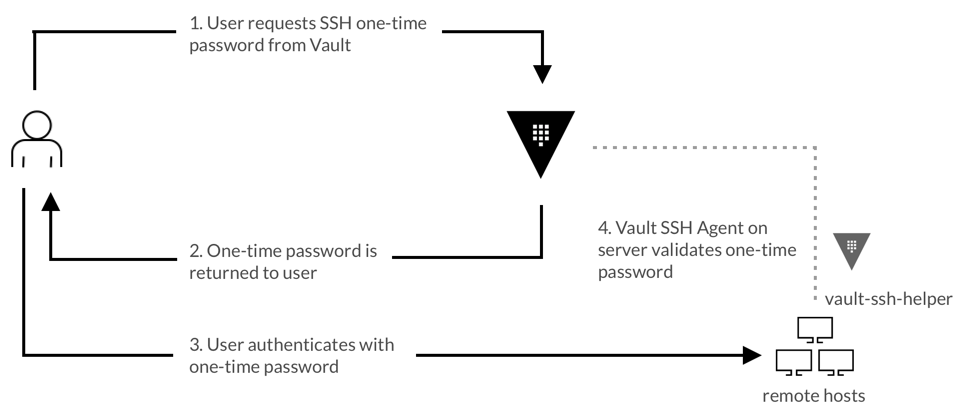 1. User requests SSH one-time
password from Vault
2. One-time password is
returned to user
4. Vault SSH Agent on
server validates one-time
password
vault-ssh-helper
3. User authenticates with
one-time password
remote hosts